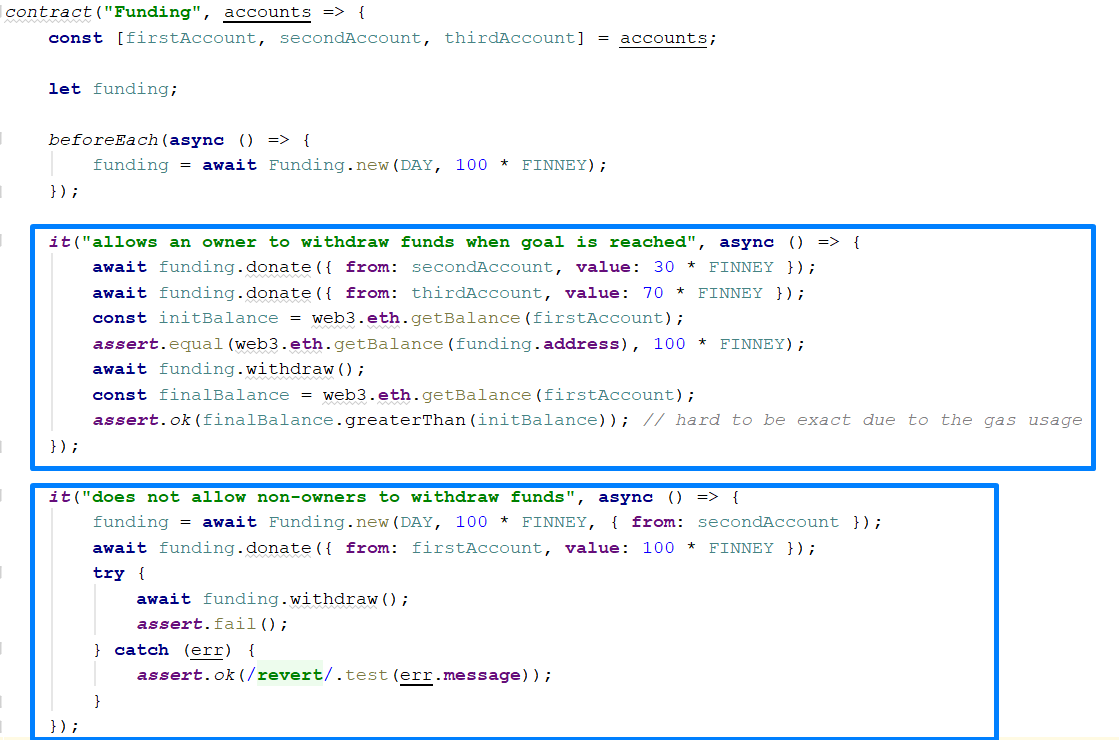 contract("Funding", accounts => {
    const [firstAccount, secondAccount, thirdAccount] = accounts;

    let funding;

    beforeEach(async () => {
        funding = await Funding.new(DAY, 100 * FINNEY);
    });

    it("allows an owner to withdraw funds when goal is reached", async () => {
        await funding.donate({ from: secondAccount, value: 30 * FINNEY });
        await funding.donate({ from: thirdAccount, value: 70 * FINNEY });
        const initBalance = web3.eth.getBalance(firstAccount);
        assert.equal(web3.eth.getBalance(funding.address), 100 * FINNEY);
        await funding.withdraw();
        const finalBalance = web3.eth.getBalance(firstAccount);
        assert.ok(finalBalance.greaterThan(initBalance)); // hard to be exact due to the gas usage
    });

    it("does not allow non-owners to withdraw funds", async () => {
        funding = await Funding.new(DAY, 100 * FINNEY, { from: secondAccount });
        await funding.donate({ from: firstAccount, value: 100 * FINNEY });
        try {
            await funding.withdraw();
            assert.fail();
        } catch (err) {
            assert.ok(/revert/.test(err.message));
        }
    });